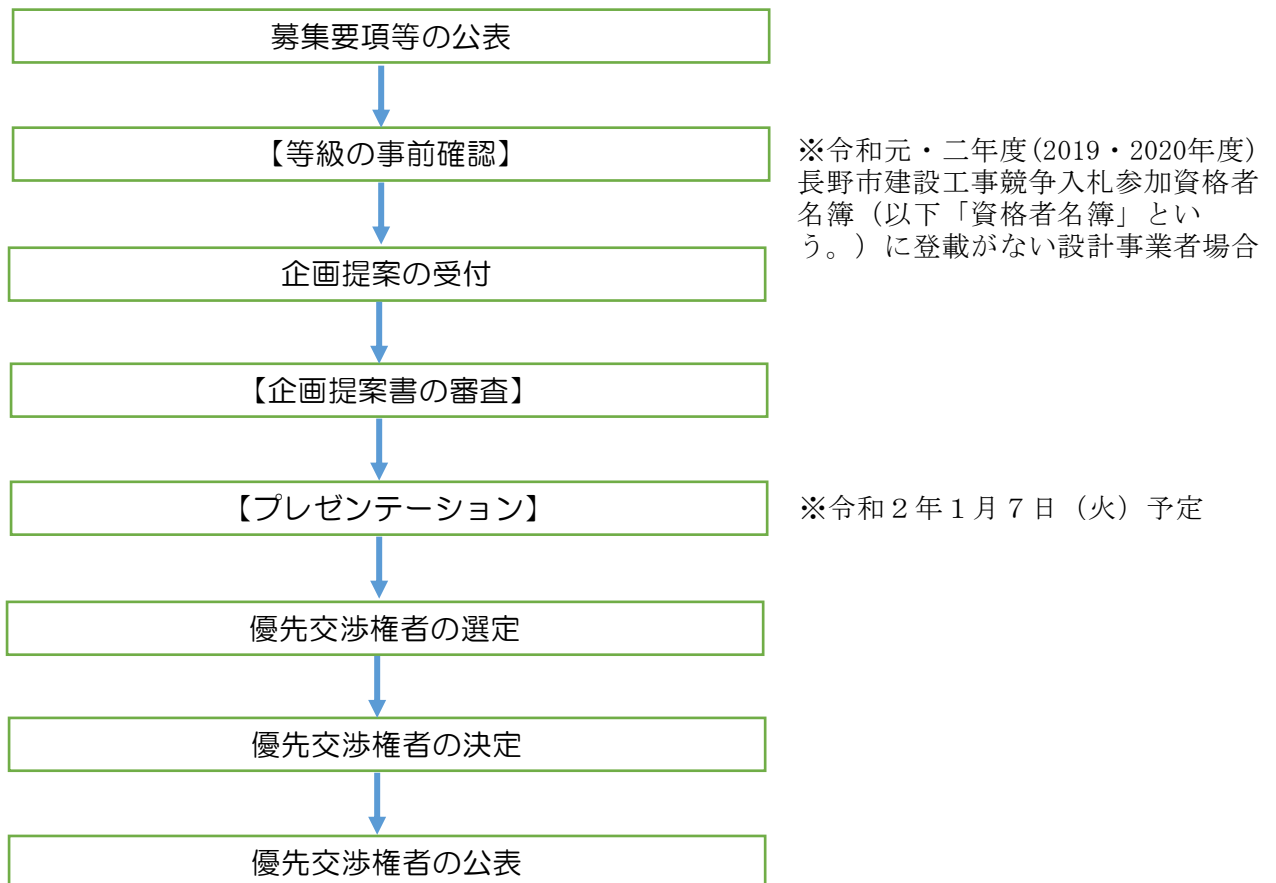 募集要項等の公表
【等級の事前確認】
※令和元・二年度(2019・2020年度)
長野市建設工事競争入札参加資格者
名簿（以下「資格者名簿」とい
う。）に登載がない設計事業者場合
企画提案の受付
【企画提案書の審査】
【プレゼンテーション】
※令和２年１月７日（火）予定
優先交渉権者の選定
優先交渉権者の決定
優先交渉権者の公表